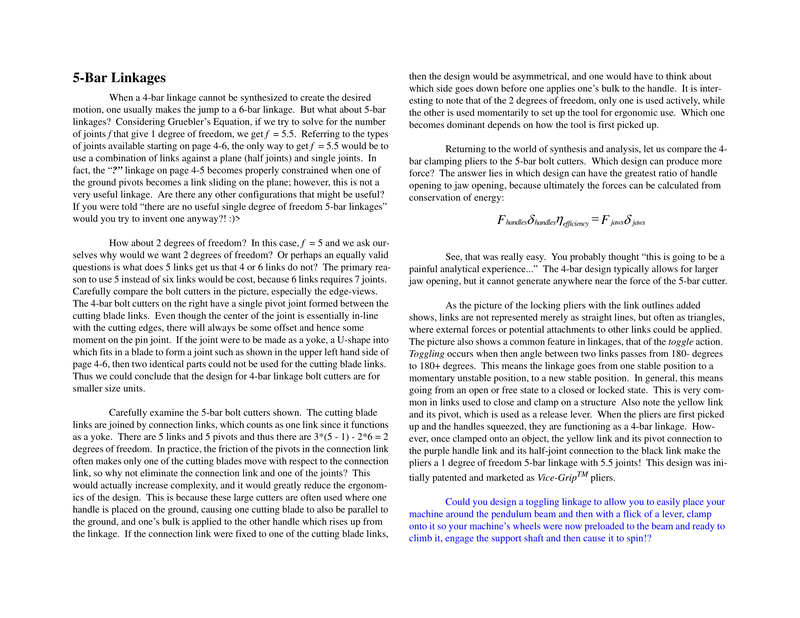 5-Bar Linkages
When a 4-bar linkage cannot be synthesized to create the desired
motion, one usually makes the jump to a 6-bar linkage. But what about 5-bar
linkages? Considering Gruebler's Equation, if we try to solve for the number
of joints f that give 1 degree of freedom, we get f = 5.5. Referring to the types
of joints available starting on page 4-6, the only way to get f = 5.5 would be to
use a combination of links against a plane (half joints) and single joints. In
fact, the "?" linkage on page 4-5 becomes properly constrained when one of
the ground pivots becomes a link sliding on the plane; however, this is not a
very useful linkage. Are there any other configurations that might be useful?
If you were told "there are no useful single degree of freedom 5-bar linkages"
would you try to invent one anyway?! :)>
How about 2 degrees of freedom? In this case, f = 5 and we ask our-
selves why would we want 2 degrees of freedom? Or perhaps an equally valid
questions is what does 5 links get us that 4 or 6 links do not? The primary rea-
son to use 5 instead of six links would be cost, because 6 links requires 7 joints.
Carefully compare the bolt cutters in the picture, especially the edge-views.
The 4-bar bolt cutters on the right have a single pivot joint formed between the
cutting blade links. Even though the center of the joint is essentially in-line
with the cutting edges, there will always be some offset and hence some
moment on the pin joint. If the joint were to be made as a yoke, a U-shape into
which fits in a blade to form a joint such as shown in the upper left hand side of
page 4-6, then two identical parts could not be used for the cutting blade links.
Thus we could conclude that the design for 4-bar linkage bolt cutters are for
smaller size units.
Carefully examine the 5-bar bolt cutters shown. The cutting blade
links are joined by connection links, which counts as one link since it functions
as a yoke. There are 5 links and 5 pivots and thus there are 3*(5 - 1) - 2*6 = 2
degrees of freedom. In practice, the friction of the pivots in the connection link
often makes only one of the cutting blades move with respect to the connection
link, so why not eliminate the connection link and one of the joints? This
would actually increase complexity, and it would greatly reduce the ergonom-
ics of the design. This is because these large cutters are often used where one
handle is placed on the ground, causing one cutting blade to also be parallel to
the ground, and one's bulk is applied to the other handle which rises up from
the linkage. If the connection link were fixed to one of the cutting blade links,
then the design would be asymmetrical, and one would have to think about
which side goes down before one applies one's bulk to the handle. It is inter-
esting to note that of the 2 degrees of freedom, only one is used actively, while
the other is used momentarily to set up the tool for ergonomic use. Which one
becomes dominant depends on how the tool is first picked up.
Returning to the world of synthesis and analysis, let us compare the 4-
bar clamping pliers to the 5-bar bolt cutters. Which design can produce more
force? The answer lies in which design can have the greatest ratio of handle
opening to jaw opening, because ultimately the forces can be calculated from
conservation of energy:
F handles δ handles η efficiency = F jaws δ jaws
See, that was really easy. You probably thought "this is going to be a
painful analytical experience..." The 4-bar design typically allows for larger
jaw opening, but it cannot generate anywhere near the force of the 5-bar cutter.
As the picture of the locking pliers with the link outlines added
shows, links are not represented merely as straight lines, but often as triangles,
where external forces or potential attachments to other links could be applied.
The picture also shows a common feature in linkages, that of the toggle action.
Toggling occurs when then angle between two links passes from 180- degrees
to 180+ degrees. This means the linkage goes from one stable position to a
momentary unstable position, to a new stable position. In general, this means
going from an open or free state to a closed or locked state. This is very com-
mon in links used to close and clamp on a structure Also note the yellow link
and its pivot, which is used as a release lever. When the pliers are first picked
up and the handles squeezed, they are functioning as a 4-bar linkage. How-
ever, once clamped onto an object, the yellow link and its pivot connection to
the purple handle link and its half-joint connection to the black link make the
pliers a 1 degree of freedom 5-bar linkage with 5.5 joints! This design was ini-
tially patented and marketed as Vice-Grip™ pliers.
Could you design a toggling linkage to allow you to easily place your
machine around the pendulum beam and then with a flick of a lever, clamp
onto it so your machine's wheels were now preloaded to the beam and ready to
climb it, engage the support shaft and then cause it to spin!?